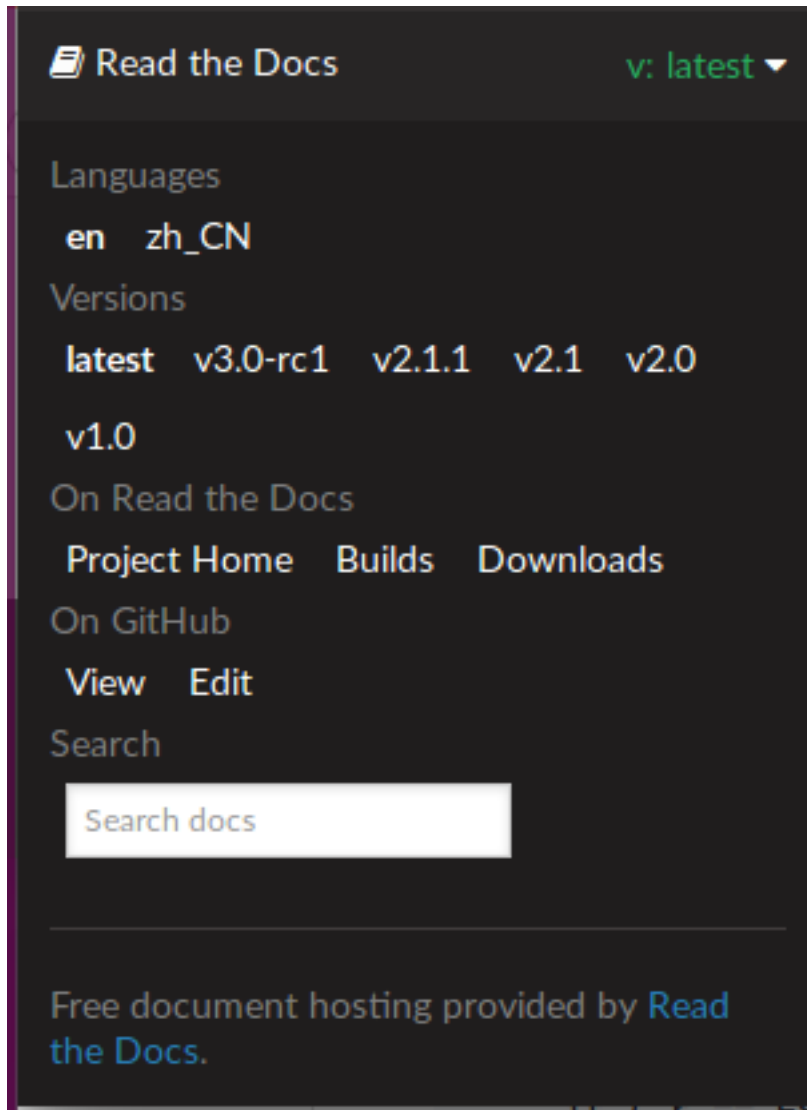 Read the Docs v: latest
Languages
en zh_CN
Versions
latest v3.0-rc1 v2.1.1 v2.1 v2.0
v1.0
On Read the Docs
Project Home Builds Downloads
On GitHub
View Edit
Search
Search docs
Free document hosting provided by Read
the Docs.